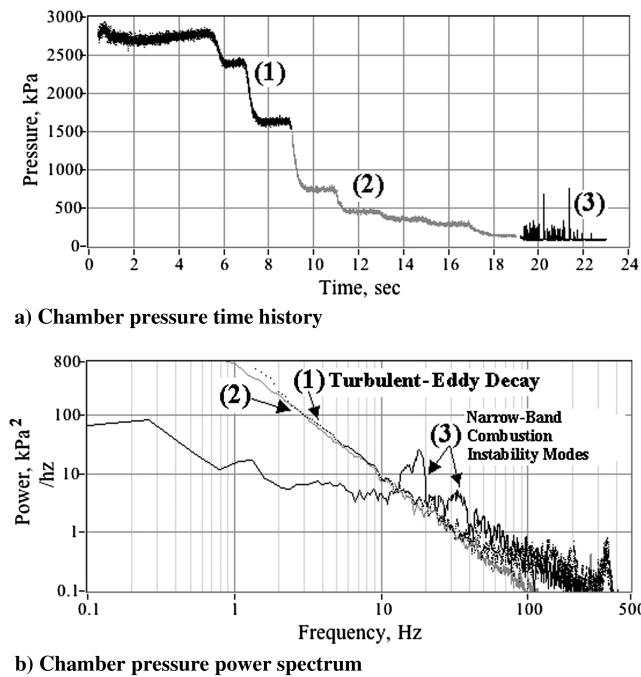 3000
2500
2000
1500
1000
500
0
Pressure, kPa
(1)
(2)
(3)
0 2 4 6 8 10 12 14 16 18 20 22 24
Time, sec
a) Chamber pressure time history
800
100
10
1
0.1
Power, kPa2
/hz
(1) Turbulent-Eddy Decay
(2)
(3)
Narrow-Band
Combustion
Instability Modes
0.1 1 10 100 500
Frequency, Hz
b) Chamber pressure power spectrum